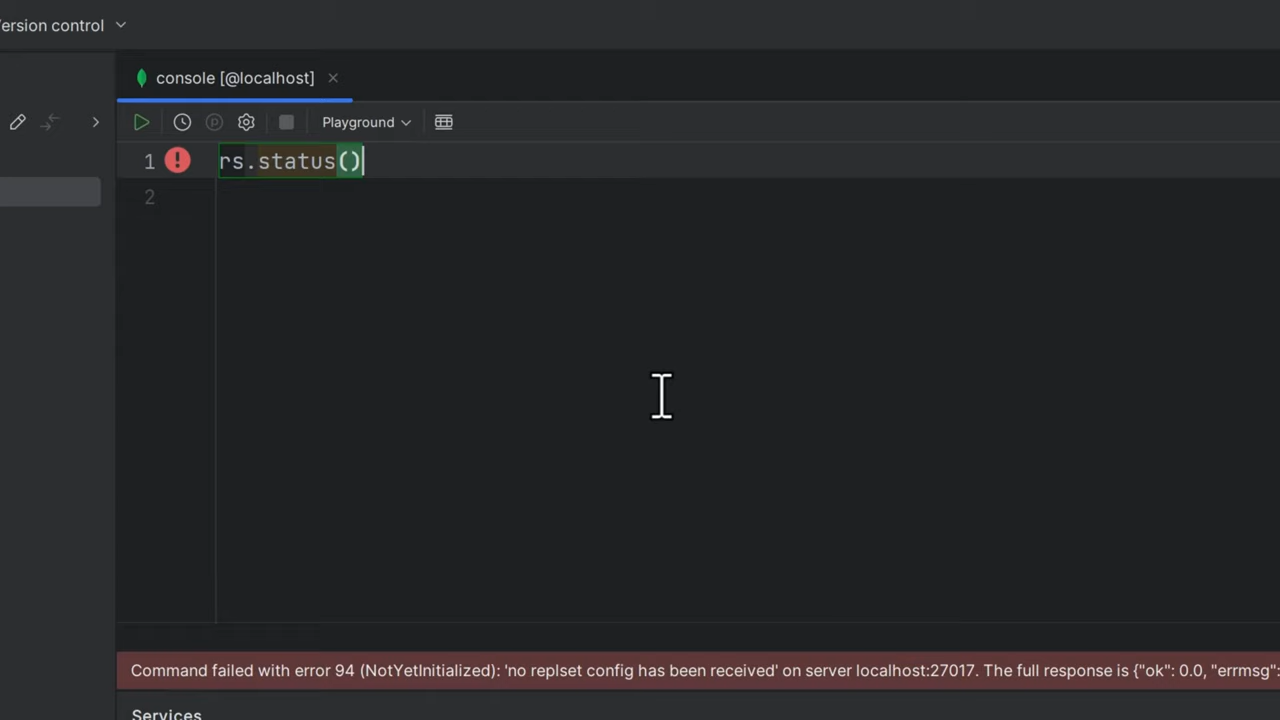 ersion control
console [@localhost]
Playground
1 rs.status()
2
Command failed with error 94 (NotYetInitialized): 'no replset config has been received' on server localhost:27017. The full response is {"ok": 0.0, "errmsg":
Services